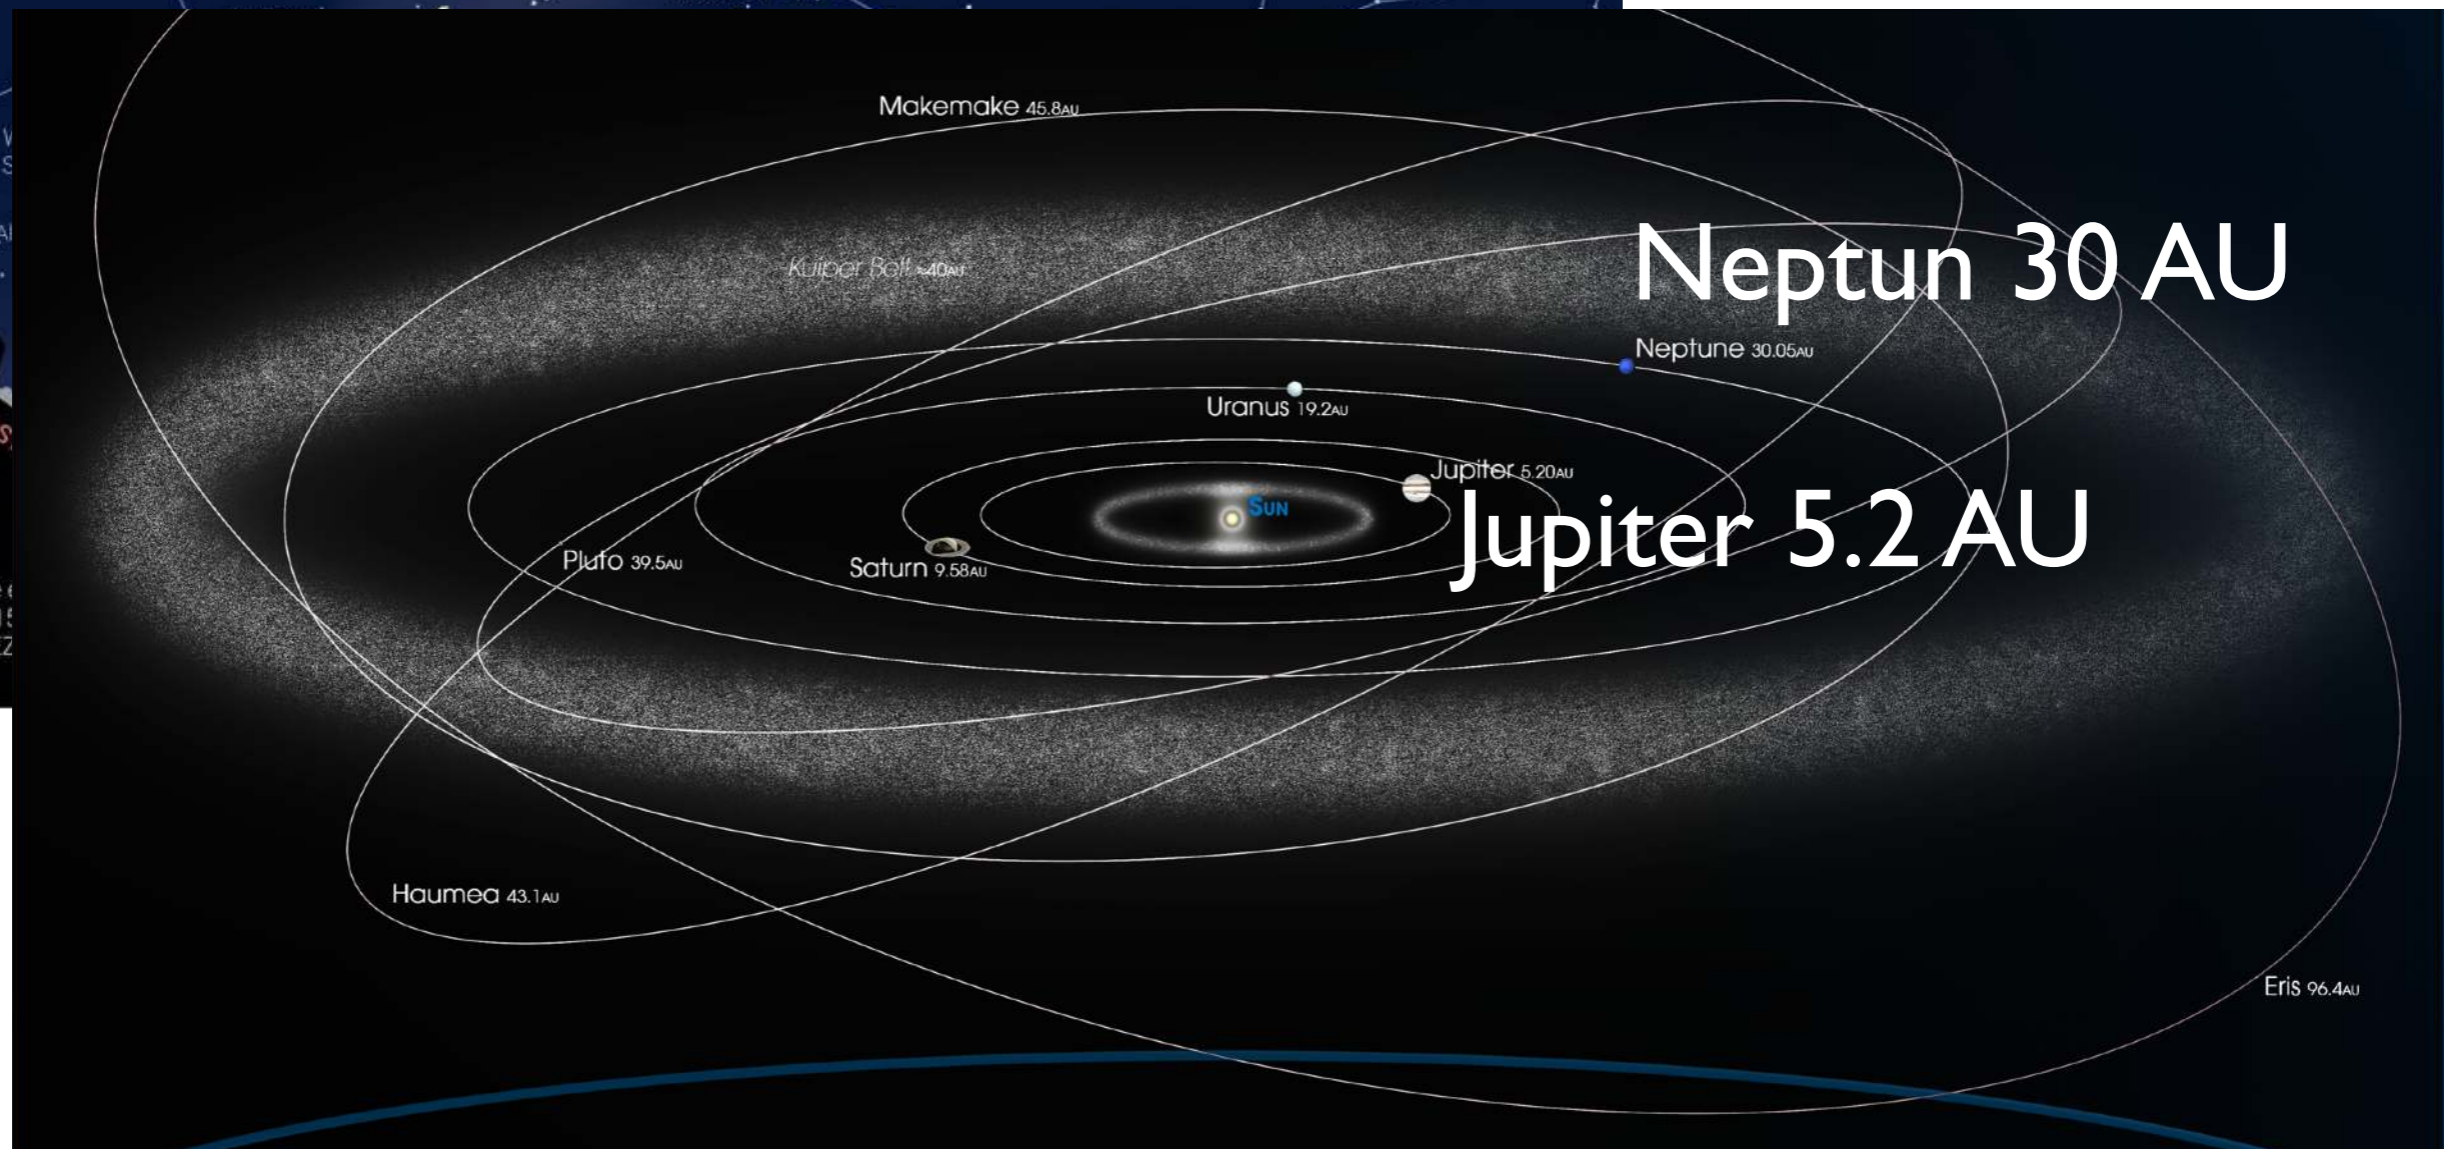 Makemake 45.8AU
Neptun 30 AU
Kuiper Belt ≈40AU
Neptune 30.05AU
Uranus 19.2AU
Jupiter 5.20AU
SUN
Jupiter 5.2 AU
Pluto 39.5AU
Saturn 9.58AU
Haumea 43.1AU
Eris 96.4AU